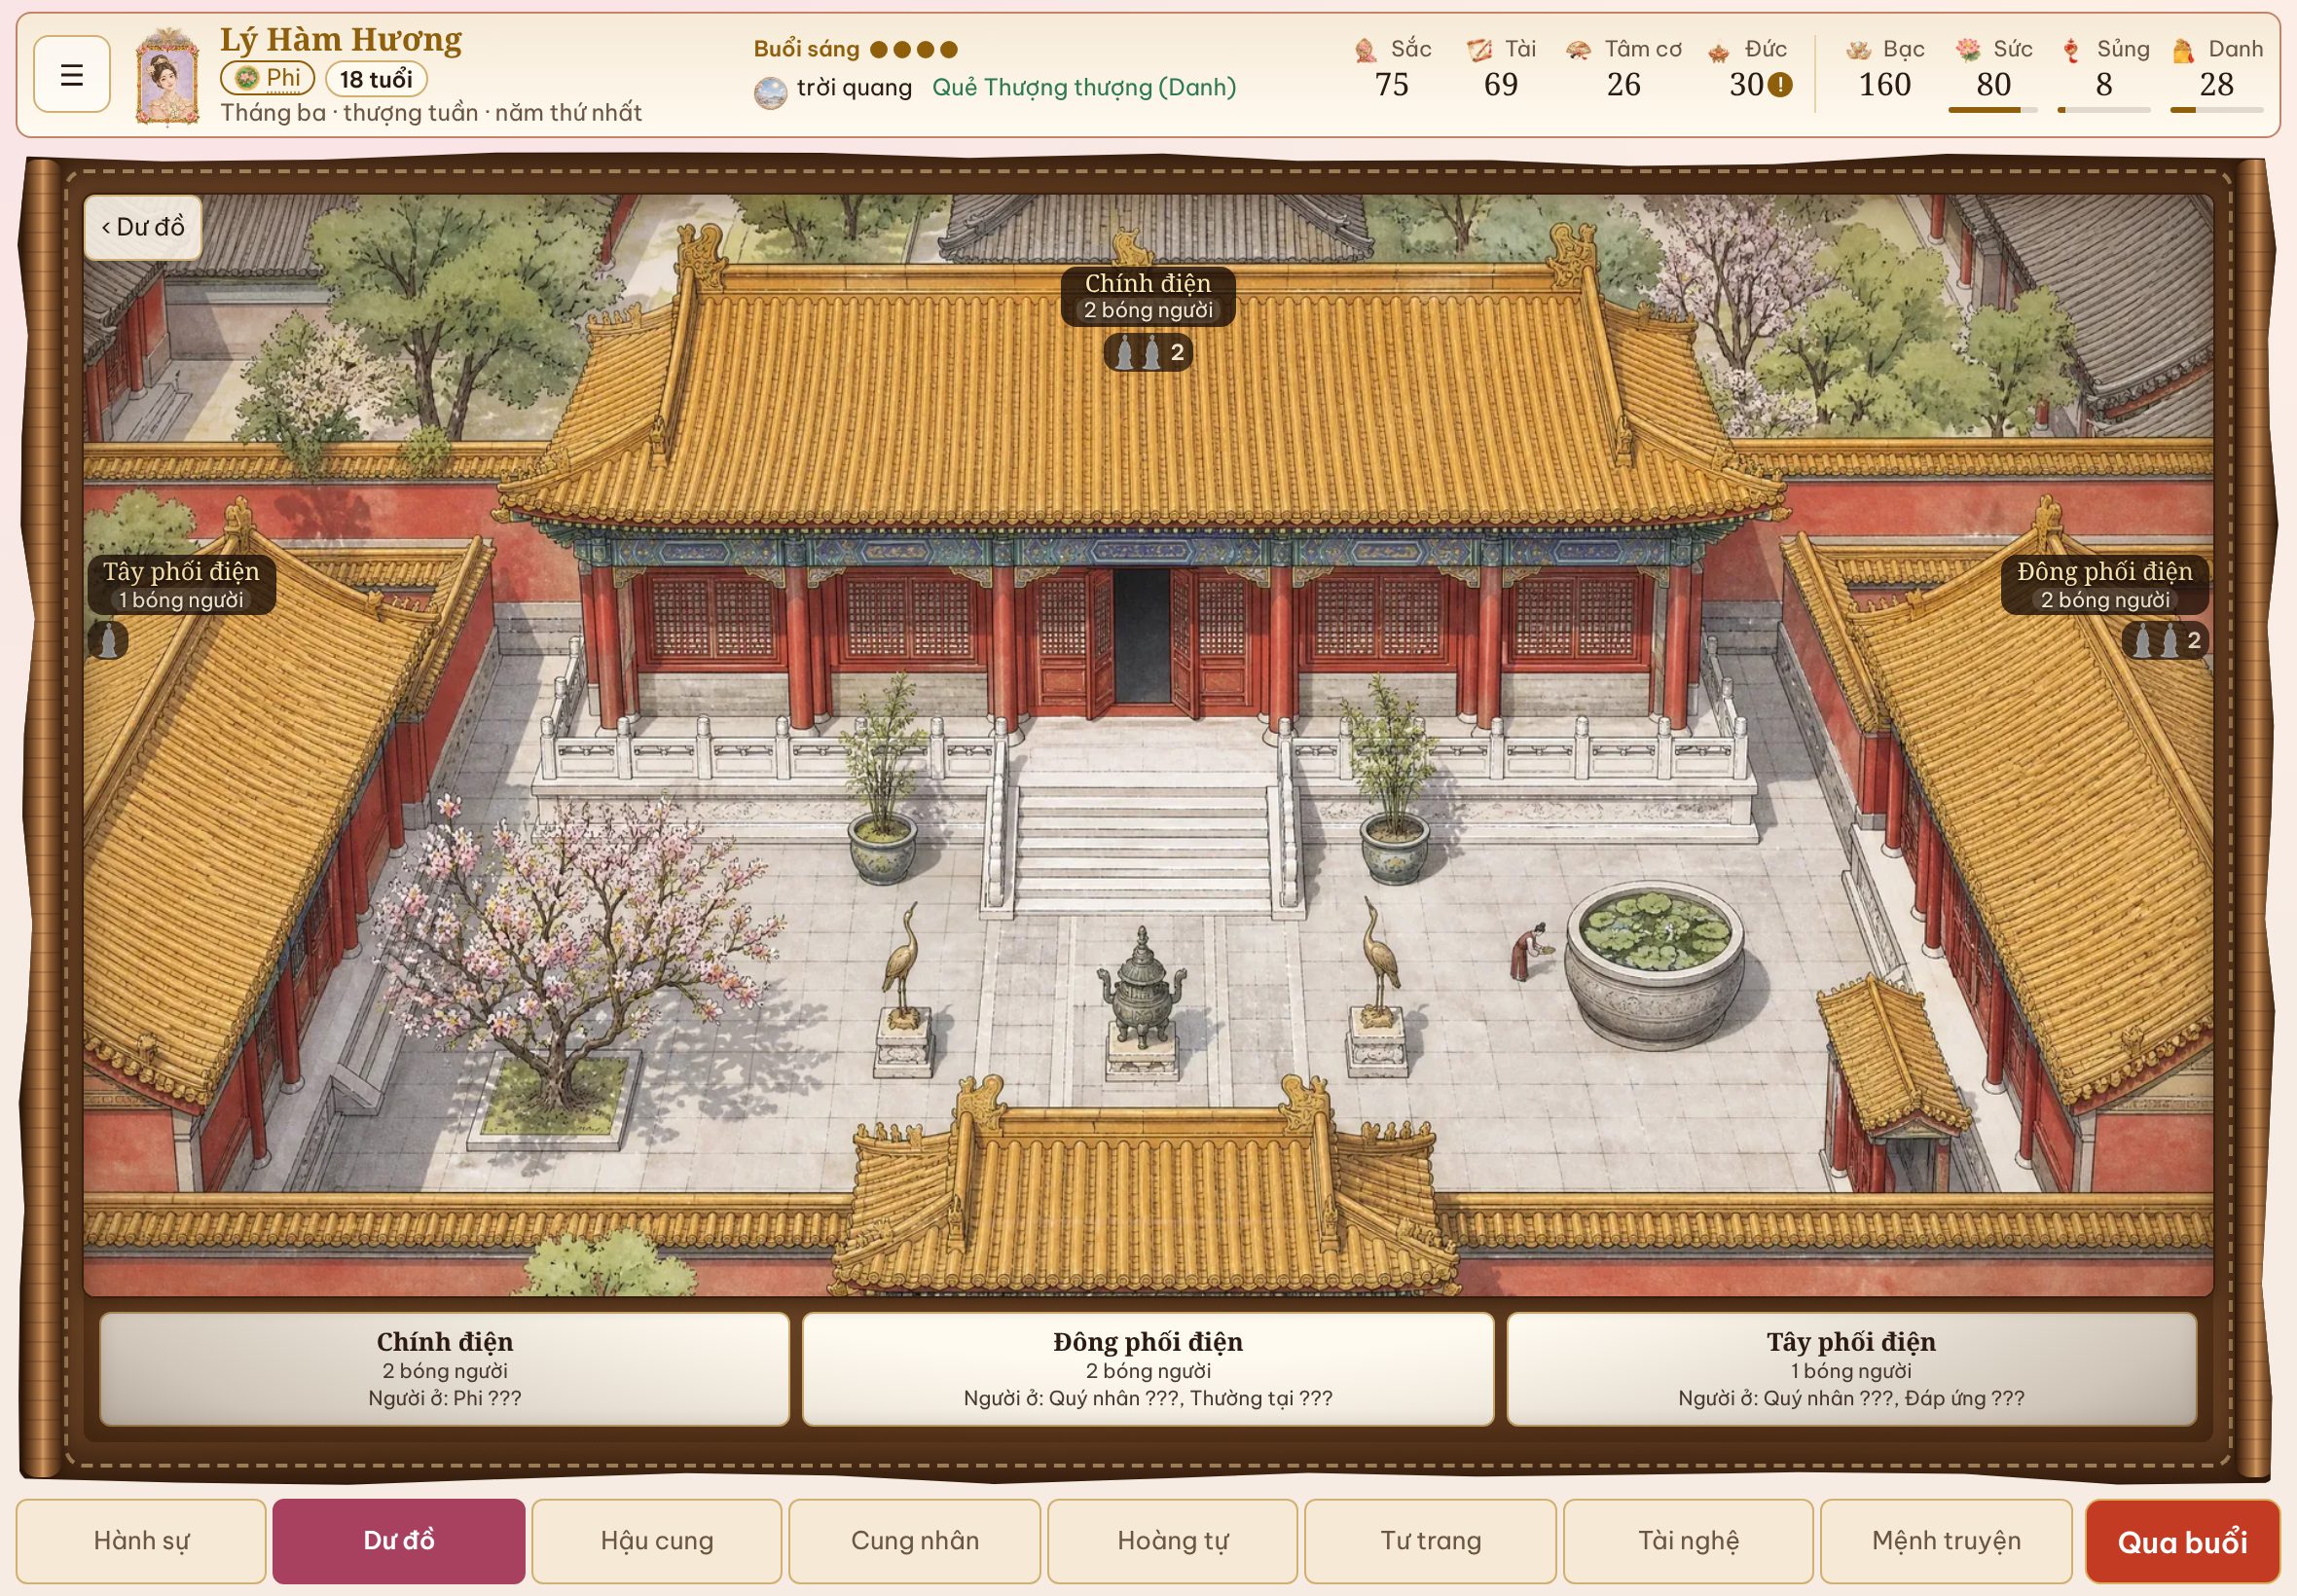 ☰
Lý Hàm Hương
Phi
18 tuổi
Tháng ba · thượng tuần · năm thứ nhất
Buổi sáng
trời quang Quẻ Thượng thượng (Danh)
Sắc
75
Tài
69
Tâm cơ
26
Đức
30 !
Bạc
160
Sức
80
Sủng
8
Danh
28
‹ Dư đồ
Chính điện
2 bóng người
2
Tây phối điện
1 bóng người
Đông phối điện
2 bóng người
2
Chính điện
2 bóng người
Người ở: Phi ???
Đông phối điện
2 bóng người
Người ở: Quý nhân ???, Thường tại ???
Tây phối điện
1 bóng người
Người ở: Quý nhân ???, Đáp ứng ???
Hành sự
Dư đồ
Hậu cung
Cung nhân
Hoàng tự
Tư trang
Tài nghệ
Mệnh truyện
Qua buổi